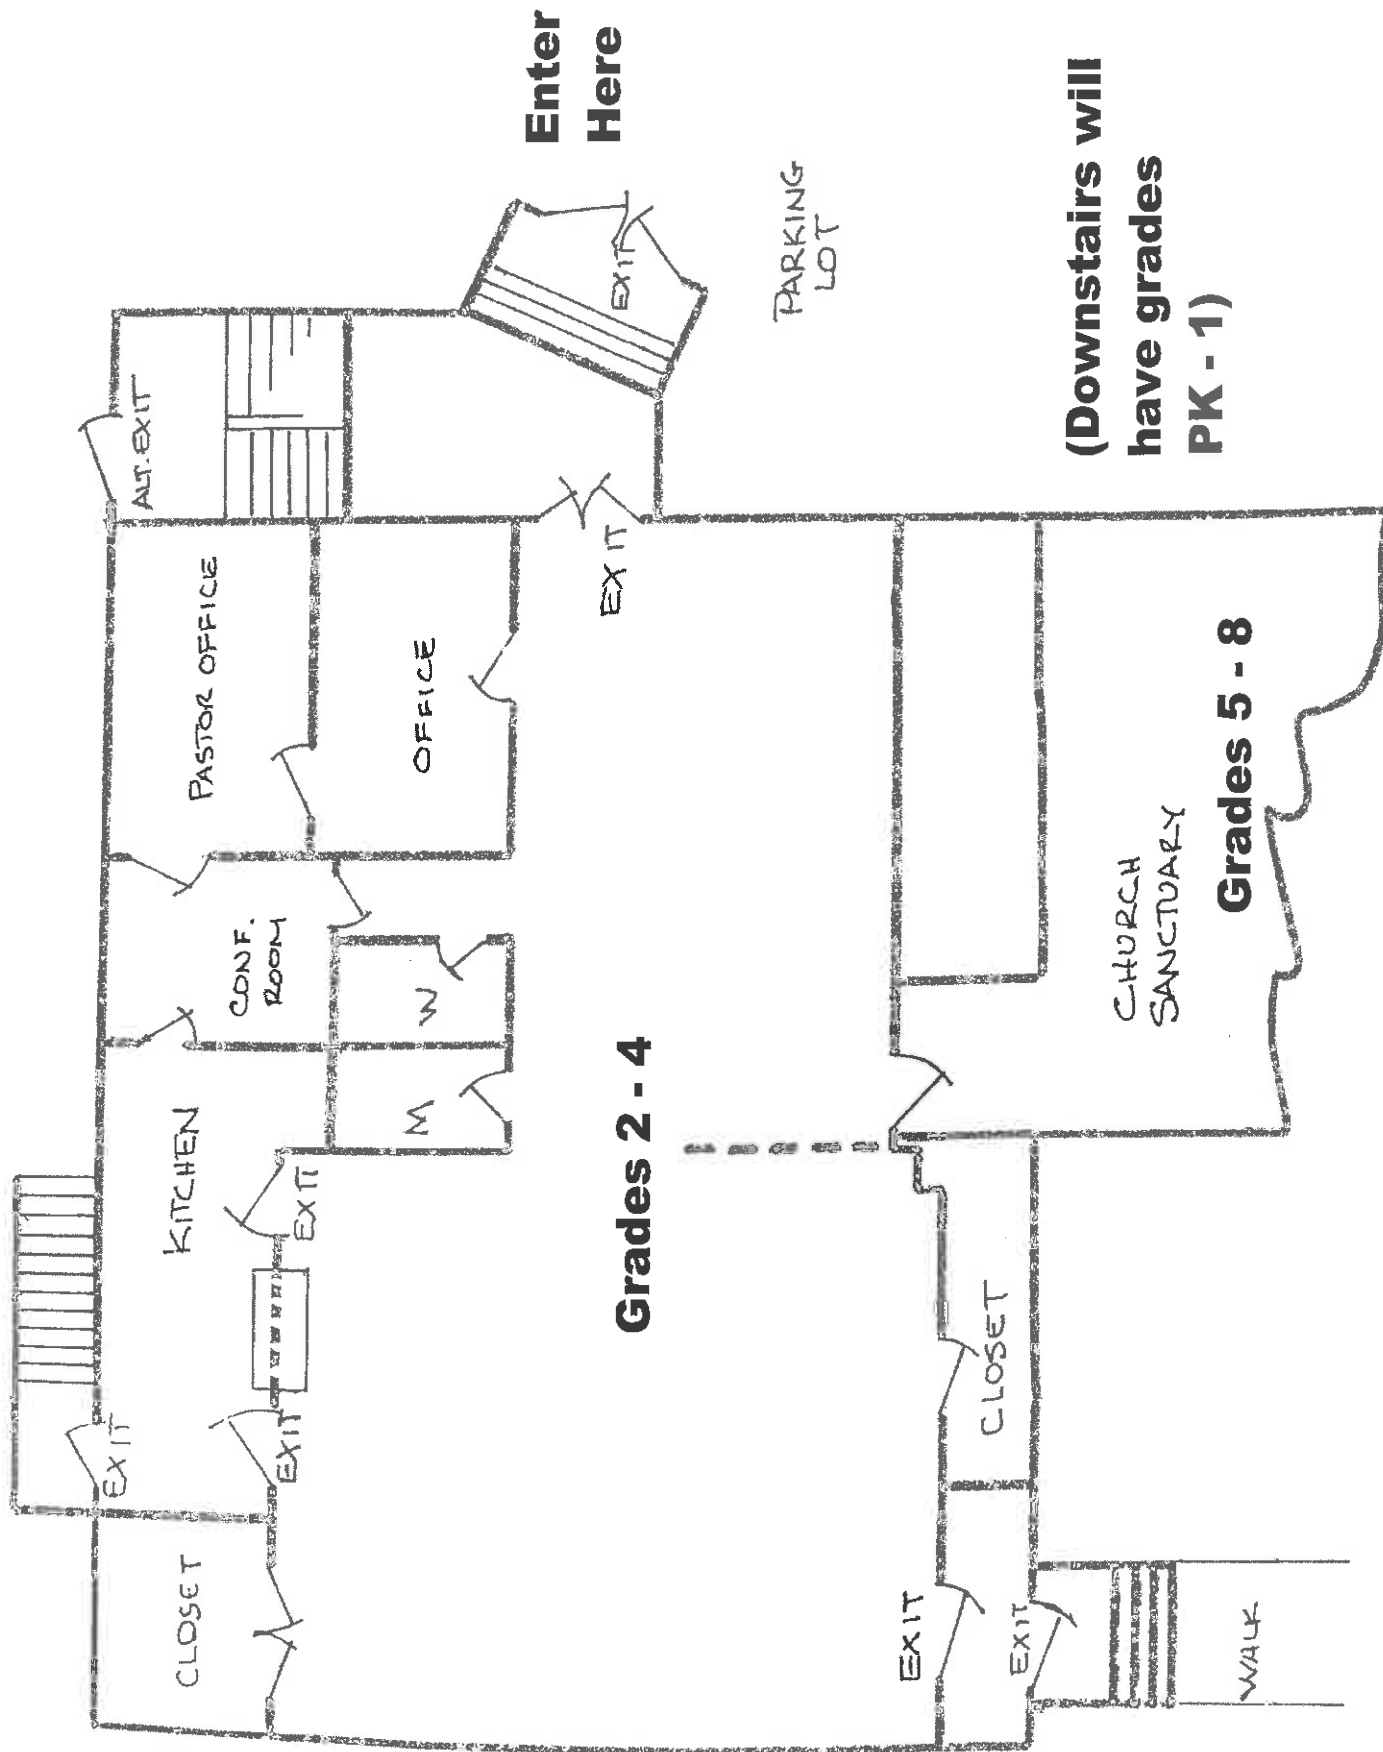 EXIT
ALT. EXIT
CLOSET
KITCHEN
PASTOR OFFICE
CONF.
ROOM
EXIT
EXIT
M
W
OFFICE
Enter
Here
EXIT
EXIT
Grades 2 - 4
PARKING
LOT
EXIT
CLOSET
EXIT
(Downstairs will
have grades
PK - 1)
CHURCH
SANCTUARY
Grades 5 - 8
WALK